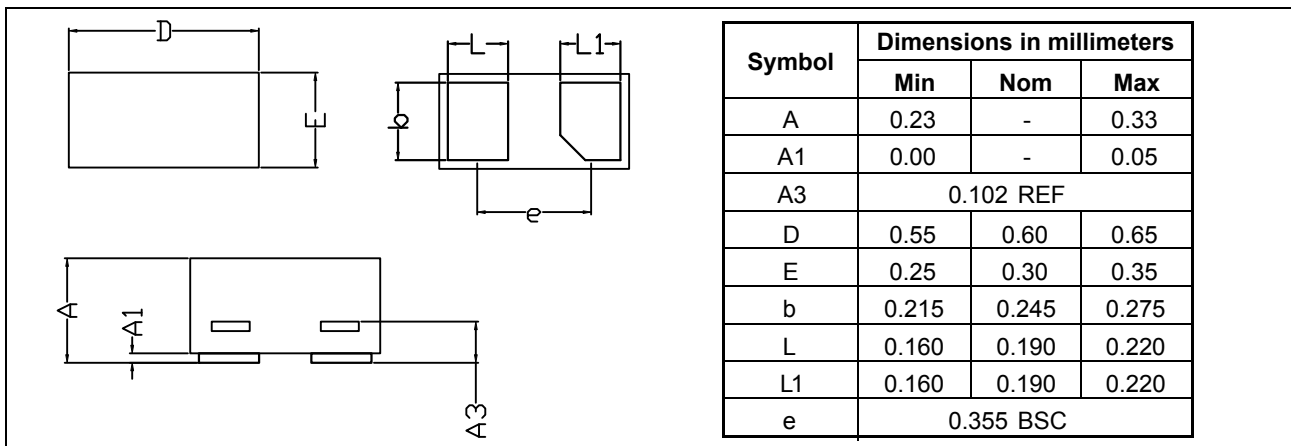 D
E
L
L1
b
e
A
A1
A3
Symbol Dimensions in millimeters
Min Nom Max
A 0.23 - 0.33
A1 0.00 - 0.05
A3 0.102 REF
D 0.55 0.60 0.65
E 0.25 0.30 0.35
b 0.215 0.245 0.275
L 0.160 0.190 0.220
L1 0.160 0.190 0.220
e 0.355 BSC